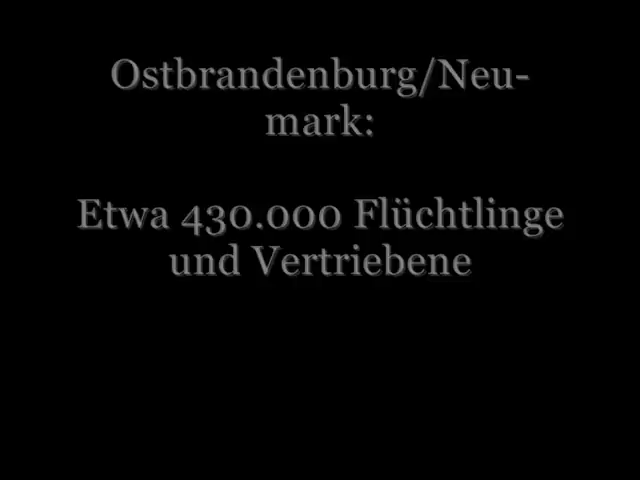 Ostbrandenburg/Neu-
mark:
Etwa 430.000 Flüchtlinge
und Vertriebene